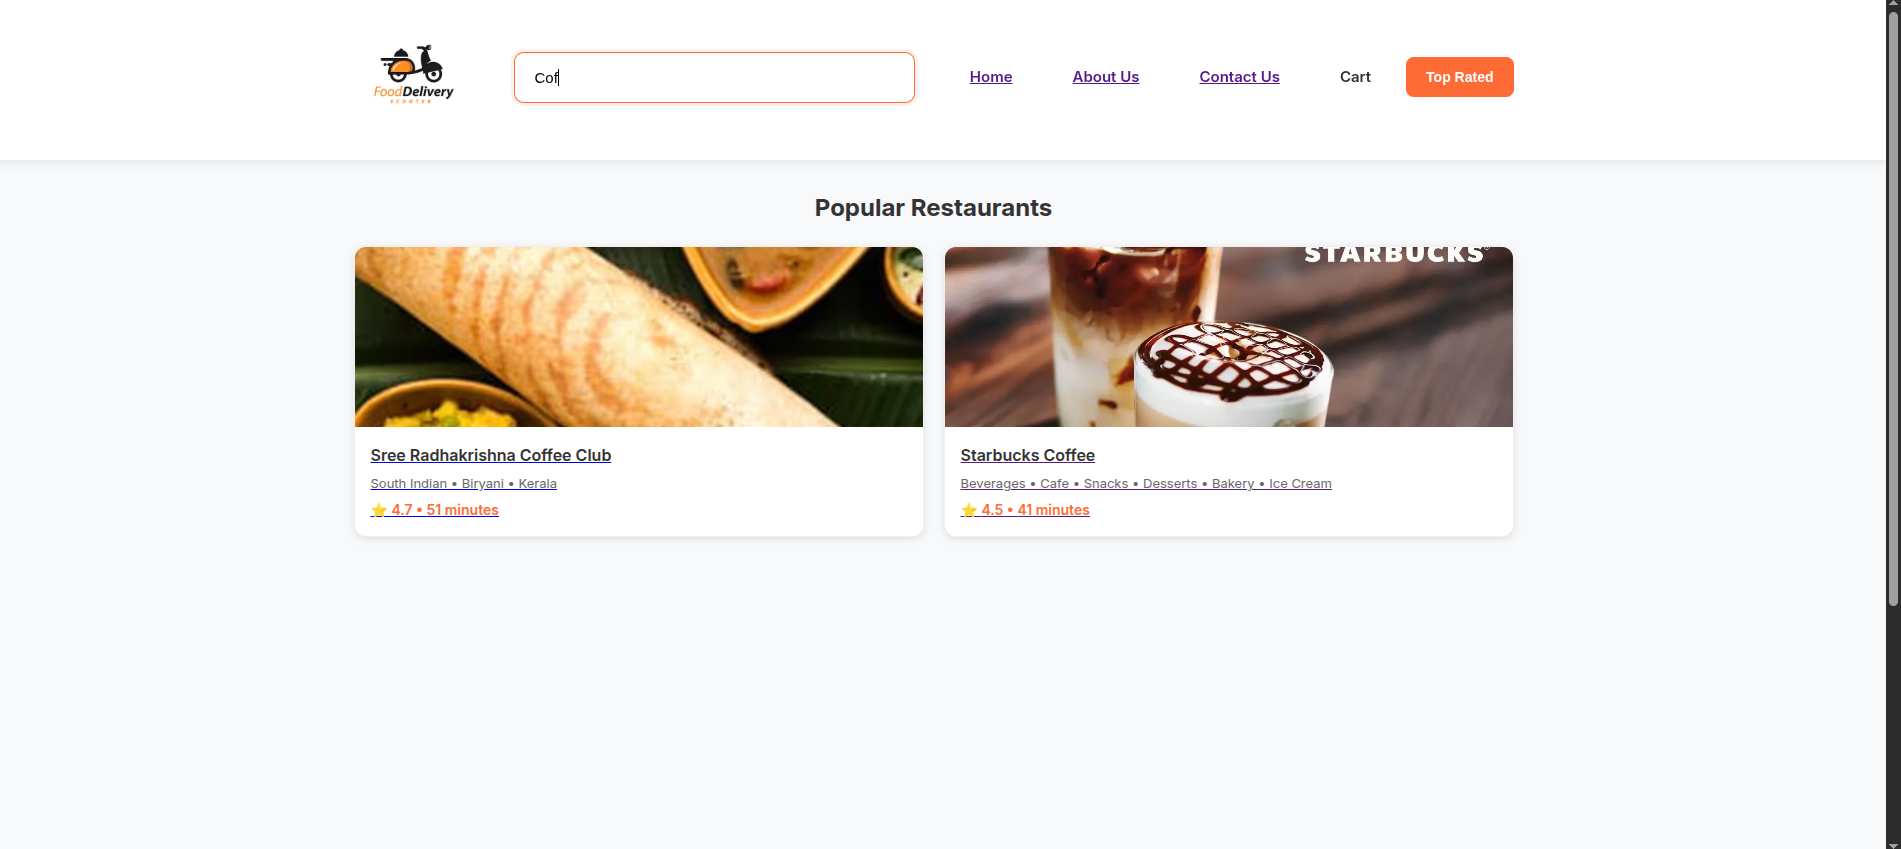 FoodDelivery
SCOOTER
Cof
Home
About Us
Contact Us
Cart
Top Rated
Popular Restaurants
STARBUCKS
Sree Radhakrishna Coffee Club
South Indian • Biryani • Kerala
⭐ 4.7 • 51 minutes
Starbucks Coffee
Beverages • Cafe • Snacks • Desserts • Bakery • Ice Cream
⭐ 4.5 • 41 minutes